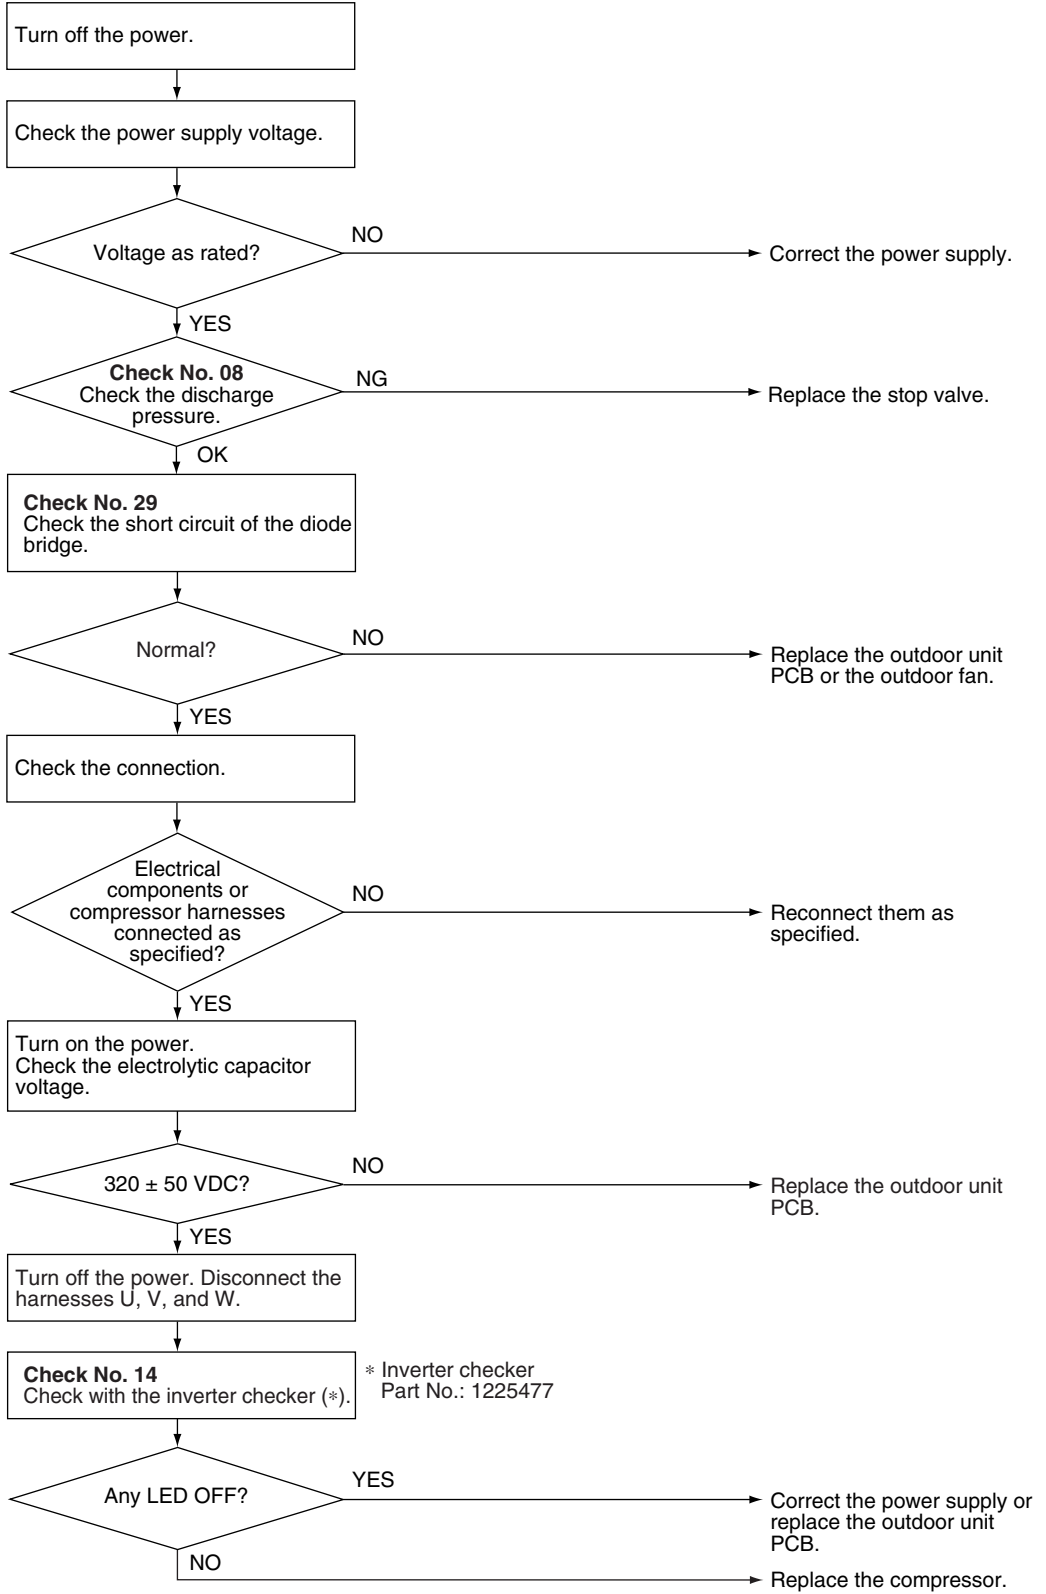 Turn off the power.
Check the power supply voltage.
Voltage as rated?
NO
Correct the power supply.
YES
Check No. 08
Check the discharge
pressure.
NG
Replace the stop valve.
OK
Check No. 29
Check the short circuit of the diode
bridge.
Normal?
NO
Replace the outdoor unit
PCB or the outdoor fan.
YES
Check the connection.
Electrical
components or
compressor harnesses
connected as
specified?
NO
Reconnect them as
specified.
YES
Turn on the power.
Check the electrolytic capacitor
voltage.
320 ± 50 VDC?
NO
Replace the outdoor unit
PCB.
YES
Turn off the power. Disconnect the
harnesses U, V, and W.
Check No. 14
Check with the inverter checker (*).
* Inverter checker
Part No.: 1225477
Any LED OFF?
YES
Correct the power supply or
replace the outdoor unit
PCB.
NO
Replace the compressor.